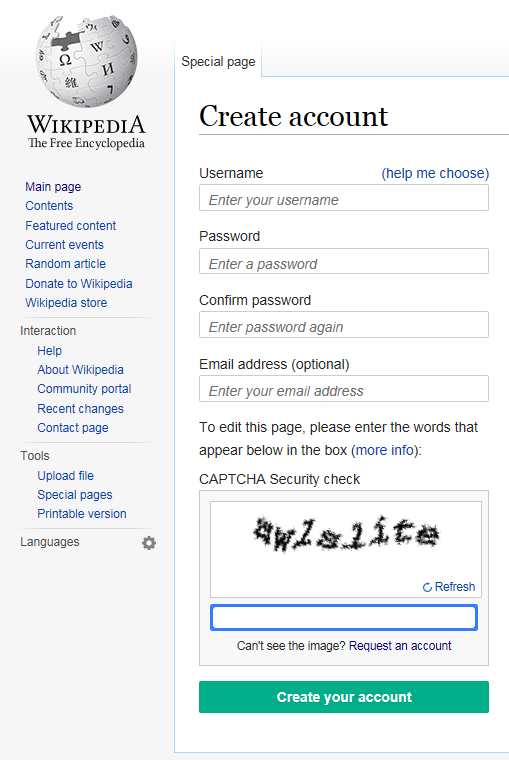 WIKIPEDIA
The Free Encyclopedia
Main page
Contents
Featured content
Current events
Random article
Donate to Wikipedia
Wikipedia store
Interaction
Help
About Wikipedia
Community portal
Recent changes
Contact page
Tools
Upload file
Special pages
Printable version
Languages
Special page
Create account
Username (help me choose)
Enter your username
Password
Enter a password
Confirm password
Enter password again
Email address (optional)
Enter your email address
To edit this page, please enter the words that
appear below in the box (more info):
CAPTCHA Security check
Refresh
Can't see the image? Request an account
Create your account